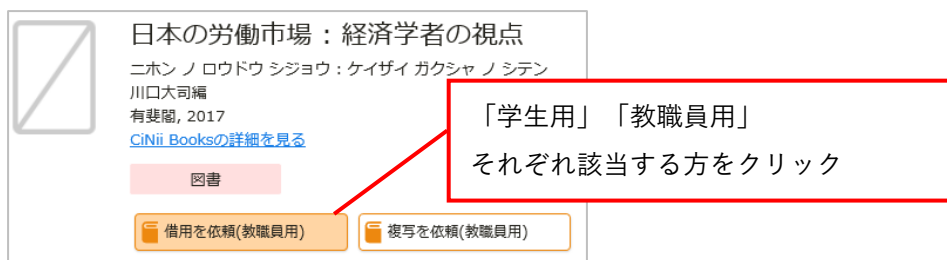 日本の労働市場 : 経済学者の視点
ニホン ノ ロウドウ シジョウ : ケイザイ ガクシャ ノ シテン
川口大司編
有斐閣, 2017
CiNii Booksの詳細を見る
図書
借用を依頼(教職員用)
複写を依頼(教職員用)
「学生用」「教職員用」
それぞれ該当する方をクリック